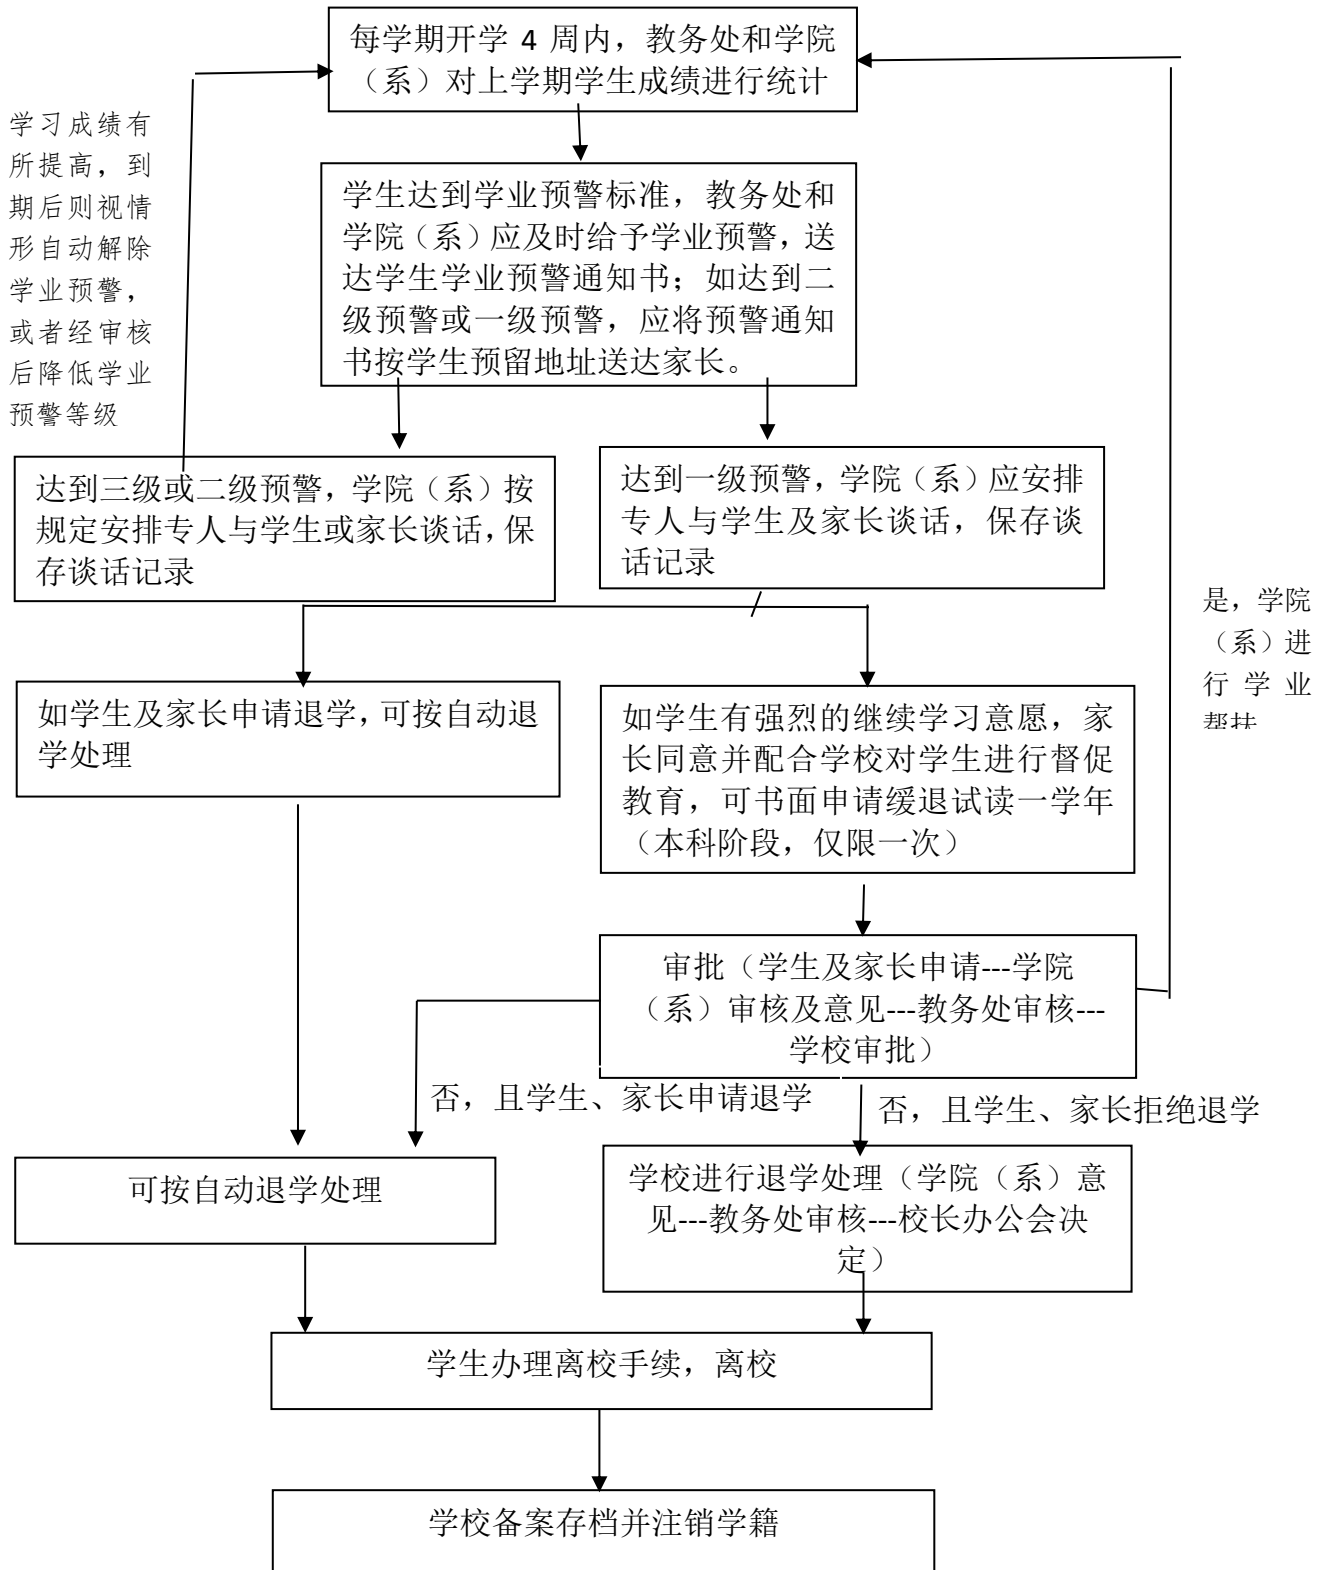 每学期开学 4 周内，教务处和学院
（系）对上学期学生成绩进行统计
学习成绩有
所提高，到
期后则视情
形自动解除
学业预警，
或者经审核
后降低学业
预警等级
学生达到学业预警标准，教务处和
学院（系）应及时给予学业预警，送
达学生学业预警通知书；如达到二
级预警或一级预警，应将预警通知
书按学生预留地址送达家长。
达到三级或二级预警，学院（系）按
规定安排专人与学生或家长谈话，保
存谈话记录
达到一级预警，学院（系）应安排
专人与学生及家长谈话，保存谈
话记录
是，学院
（系）进
行学业
帮扶
如学生及家长申请退学，可按自动退
学处理
如学生有强烈的继续学习意愿，家
长同意并配合学校对学生进行督促
教育，可书面申请缓退试读一学年
（本科阶段，仅限一次）
审批（学生及家长申请---学院
（系）审核及意见---教务处审核---
学校审批）
否，且学生、家长申请退学
否，且学生、家长拒绝退学
可按自动退学处理
学校进行退学处理（学院（系）意
见---教务处审核---校长办公会决
定）
学生办理离校手续，离校
学校备案存档并注销学籍